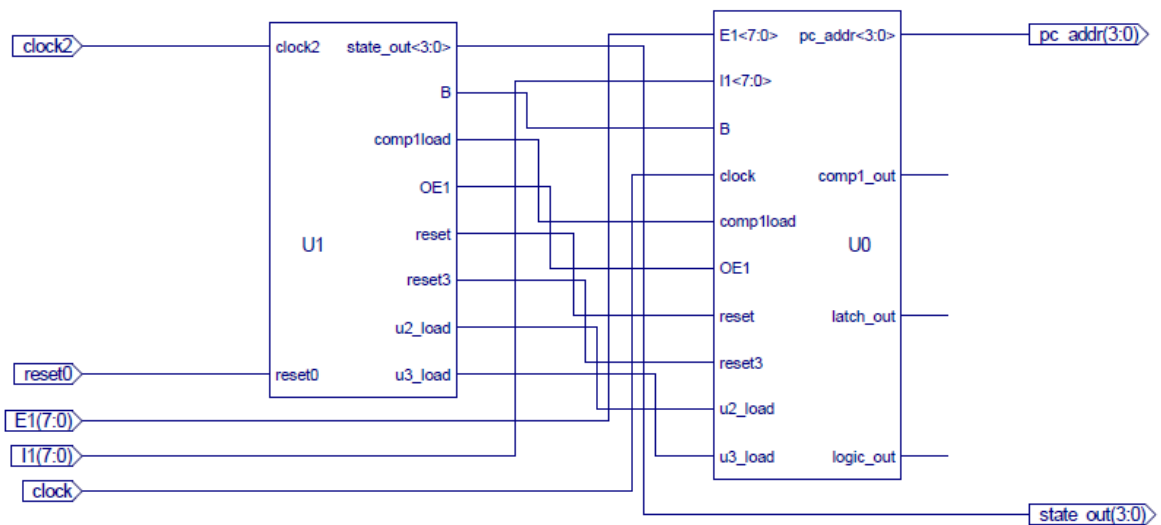 clock2
reset0
E1(7:0)
I1(7:0)
clock
clock2
reset0
U1
state_out<3:0>
B
comp1load
OE1
reset
reset3
u2_load
u3_load
E1<7:0>
I1<7:0>
B
clock
comp1load
OE1
reset
reset3
u2_load
u3_load
U0
pc_addr<3:0>
comp1_out
latch_out
logic_out
pc_addr(3:0)
state_out(3:0)